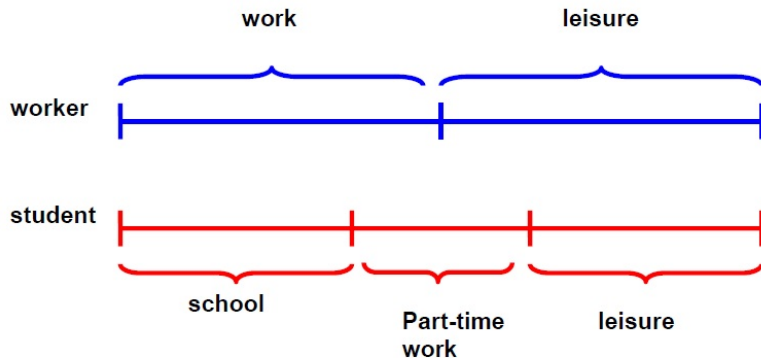 work
leisure
worker
student
school
Part-time
work
leisure